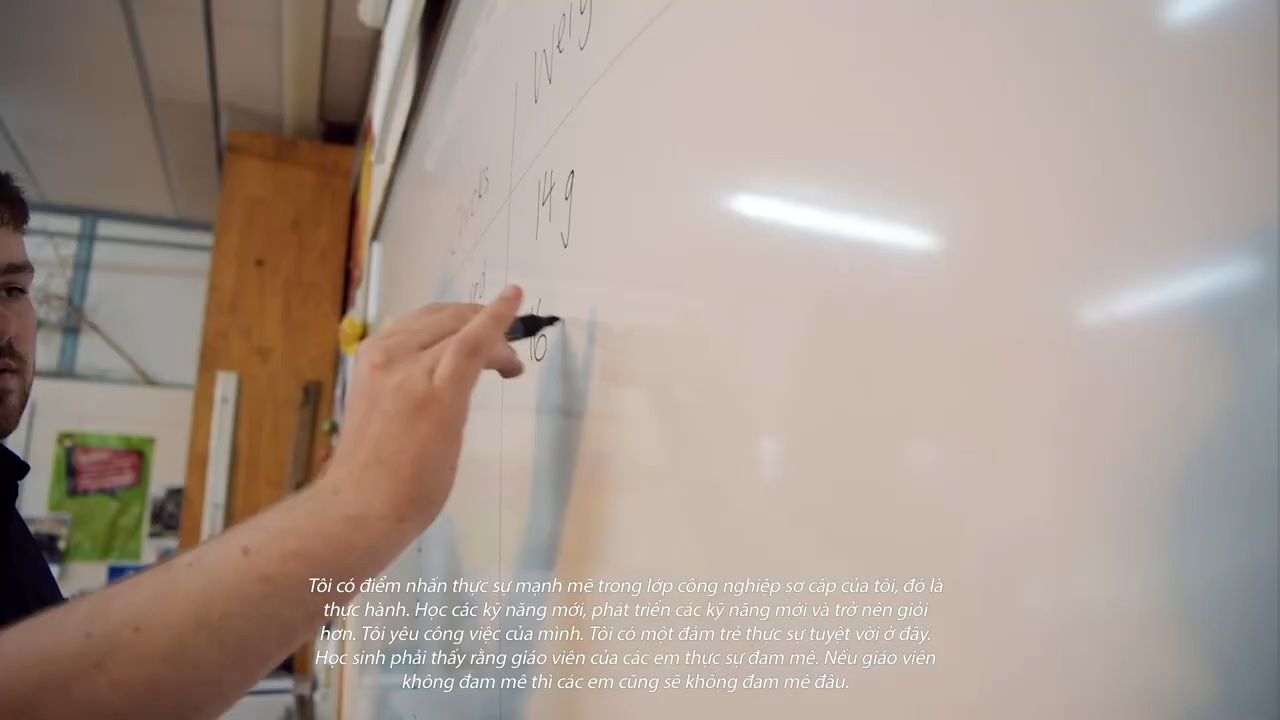 Weig
14 g
16
Tôi có điểm nhấn thực sự mạnh mẽ trong lớp công nghiệp sơ cấp của tôi, đó là
thực hành. Học các kỹ năng mới, phát triển các kỹ năng mới và trở nên giỏi
hơn. Tôi yêu công việc của mình. Tôi có một đám trẻ thực sự tuyệt vời ở đây.
Học sinh phải thấy rằng giáo viên của các em thực sự đam mê. Nếu giáo viên
không đam mê thì các em cũng sẽ không đam mê đâu.